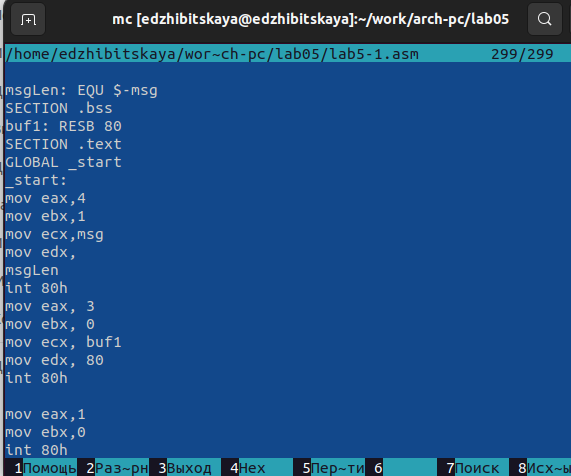 mc [edzhibitskaya@edzhibitskaya]:~/work/arch-pc/lab05
/home/edzhibitskaya/wor~ch-pc/lab05/lab5-1.asm 299/299
msgLen: EQU $-msg
SECTION .bss
buf1: RESB 80
SECTION .text
GLOBAL _start
_start:
mov eax,4
mov ebx,1
mov ecx,msg
mov edx,
msgLen
int 80h
mov eax, 3
mov ebx, 0
mov ecx, buf1
mov edx, 80
int 80h
mov eax,1
mov ebx,0
int 80h
1Помощь 2Раз~рн 3Выход 4Hex 5Пер~ти 6 7Поиск 8Исх~ы